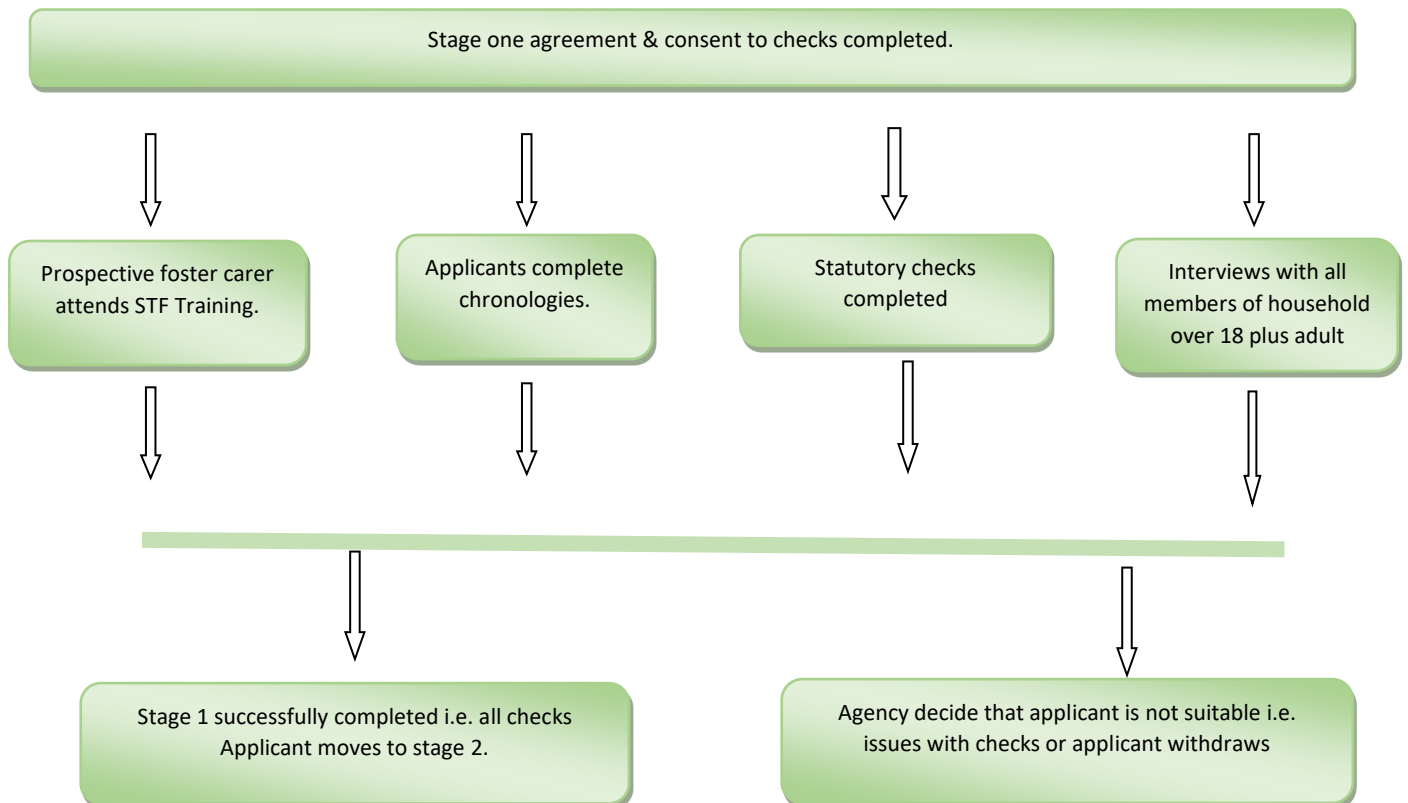 Stage one agreement & consent to checks completed.
Prospective foster carer
attends STF Training.
Applicants complete
chronologies.
Statutory checks
completed
Interviews with all
members of household
over 18 plus adult
Stage 1 successfully completed i.e. all checks
Applicant moves to stage 2.
Agency decide that applicant is not suitable i.e.
issues with checks or applicant withdraws